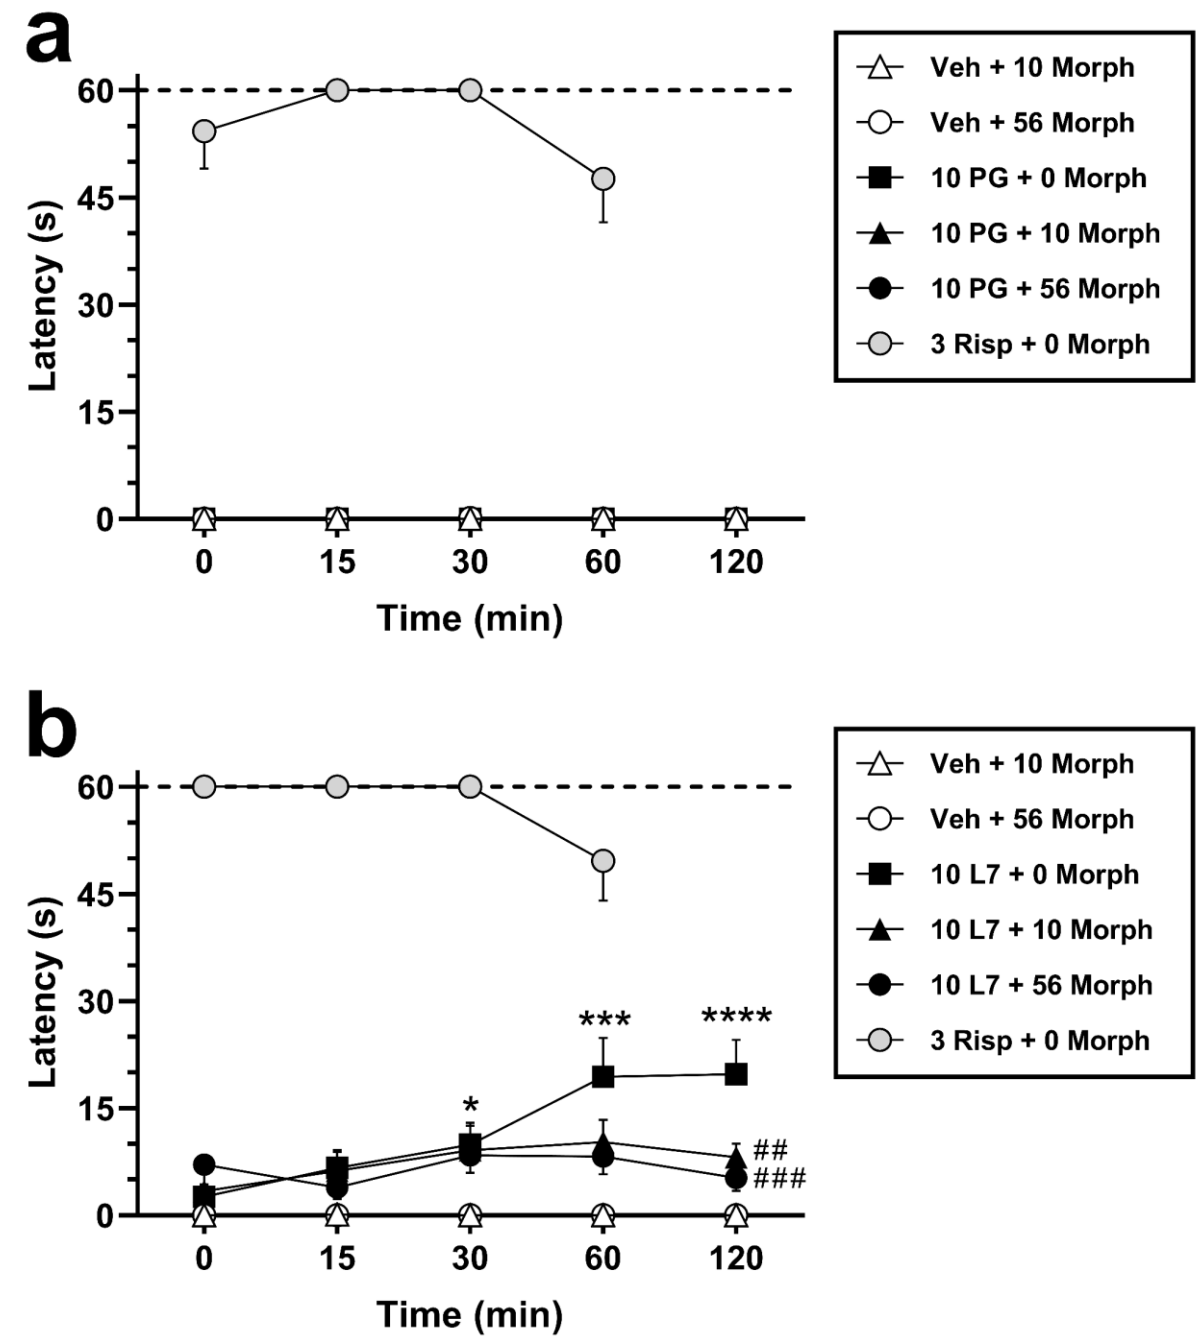 a
Veh + 10 Morph
Veh + 56 Morph
10 PG + 0 Morph
10 PG + 10 Morph
10 PG + 56 Morph
3 Risp + 0 Morph
Latency (s)
60
45
30
15
0
0 15 30 60 120
Time (min)
b
Veh + 10 Morph
Veh + 56 Morph
10 L7 + 0 Morph
10 L7 + 10 Morph
10 L7 + 56 Morph
3 Risp + 0 Morph
Latency (s)
60
45
30
15
0
*
***
****
##
###
0 15 30 60 120
Time (min)